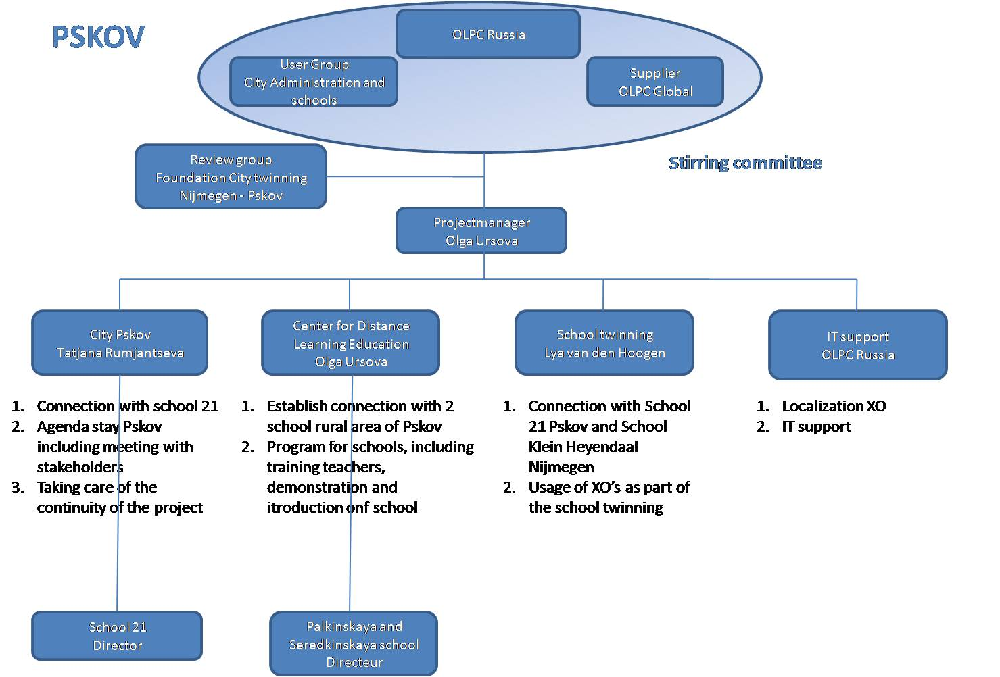 PSKOV
OLPC Russia
User Group
City Administration and
schools
Supplier
OLPC Global
Review group
Foundation City twinning
Nijmegen - Pskov
Stirring committee
Projectmanager
Olga Ursova
City Pskov
Tatjana Rumjantseva
Center for Distance
Learning Education
Olga Ursova
School twinning
Lya van den Hoogen
IT support
OLPC Russia
1. Connection with school 21
2. Agenda stay Pskov
including meeting with
stakeholders
3. Taking care of the
continuity of the project
1. Establish connection with 2
school rural area of Pskov
2. Program for schools, including
training teachers,
demonstration and
itroduction onf school
1. Connection with School
21 Pskov and School
Klein Heyendaal
Nijmegen
2. Usage of XO's as part of
the school twinning
1. Localization XO
2. IT support
School 21
Director
Palkinskaya and
Seredkinskaya school
Directeur